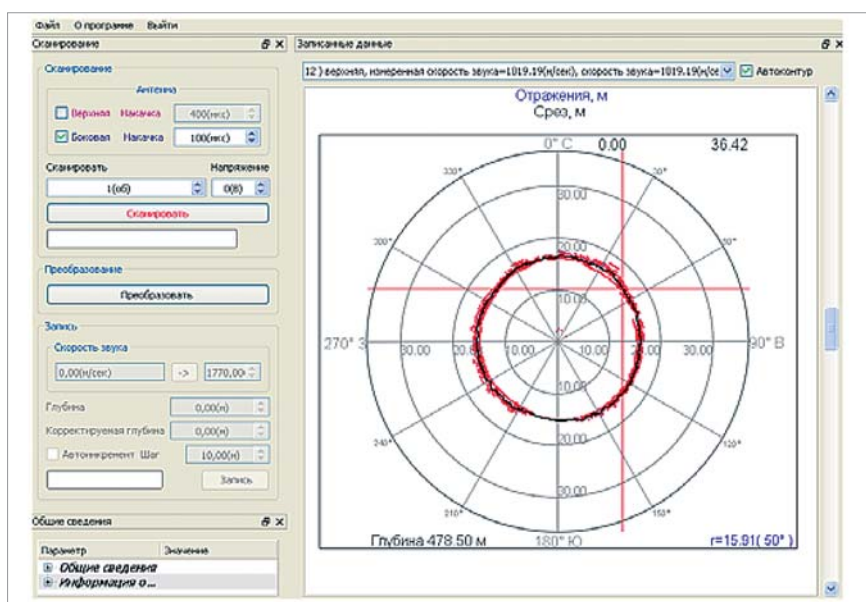 Файл О программе Выйти
Сканирование
Сканирование
Антенна
Верхняя Накачка 400(мкс)
Боковая Накачка 100(мкс)
Сканировать Напряжение
1(об) 0(В)
Сканировать
Преобразование
Преобразовать
Запись
Скорость звука
0,00(м/сек) -> 1770,00
Глубина 0,00(м)
Корректируемая глубина 0,00(м)
Автоинкремент Шаг 10,00(м)
Запись
Общие сведения
Параметр Значение
Общие сведения
Информация о...
Записанные данные
12 ) верхняя, измеренная скорость звука=1819.19(м/сек), скорость звука=1819.19(м/се Автоконтур
Отражения, м
Срез, м
0° С 0.00 36.42
330° 30°
30.00
300° 60°
20.00
10.00
270° З 30.00 20.00 10.00 10.00 20.00 30.00 90° В
10.00
20.00
240° 120°
30.00
210° 150°
Глубина 478.50 м 180° Ю r=15.91( 50° )